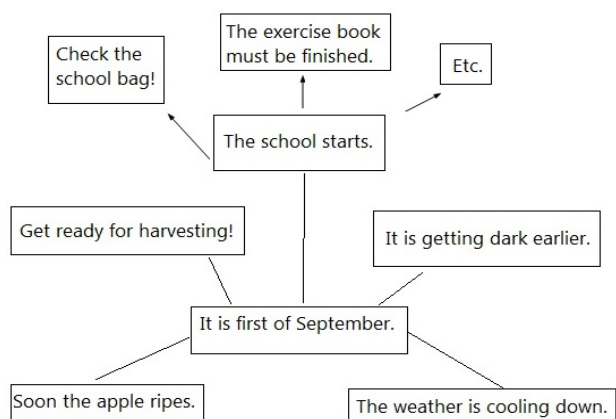 The exercise book
must be finished.
Check the
school bag!
Etc.
The school starts.
Get ready for harvesting!
It is getting dark earlier.
It is first of September.
Soon the apple ripes.
The weather is cooling down.